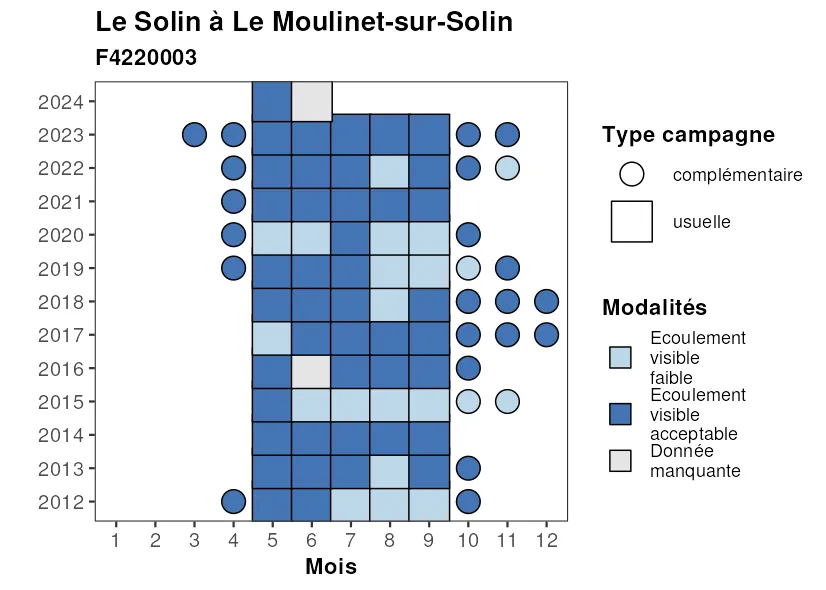 Le Solin à Le Moulinet-sur-Solin
F4220003
2024
2023
2022
2021
2020
2019
2018
2017
2016
2015
2014
2013
2012
1 2 3 4 5 6 7 8 9 10 11 12
Mois
Type campagne
complémentaire
usuelle
Modalités
Ecoulement
visible
faible
Ecoulement
visible
acceptable
Donnée
manquante